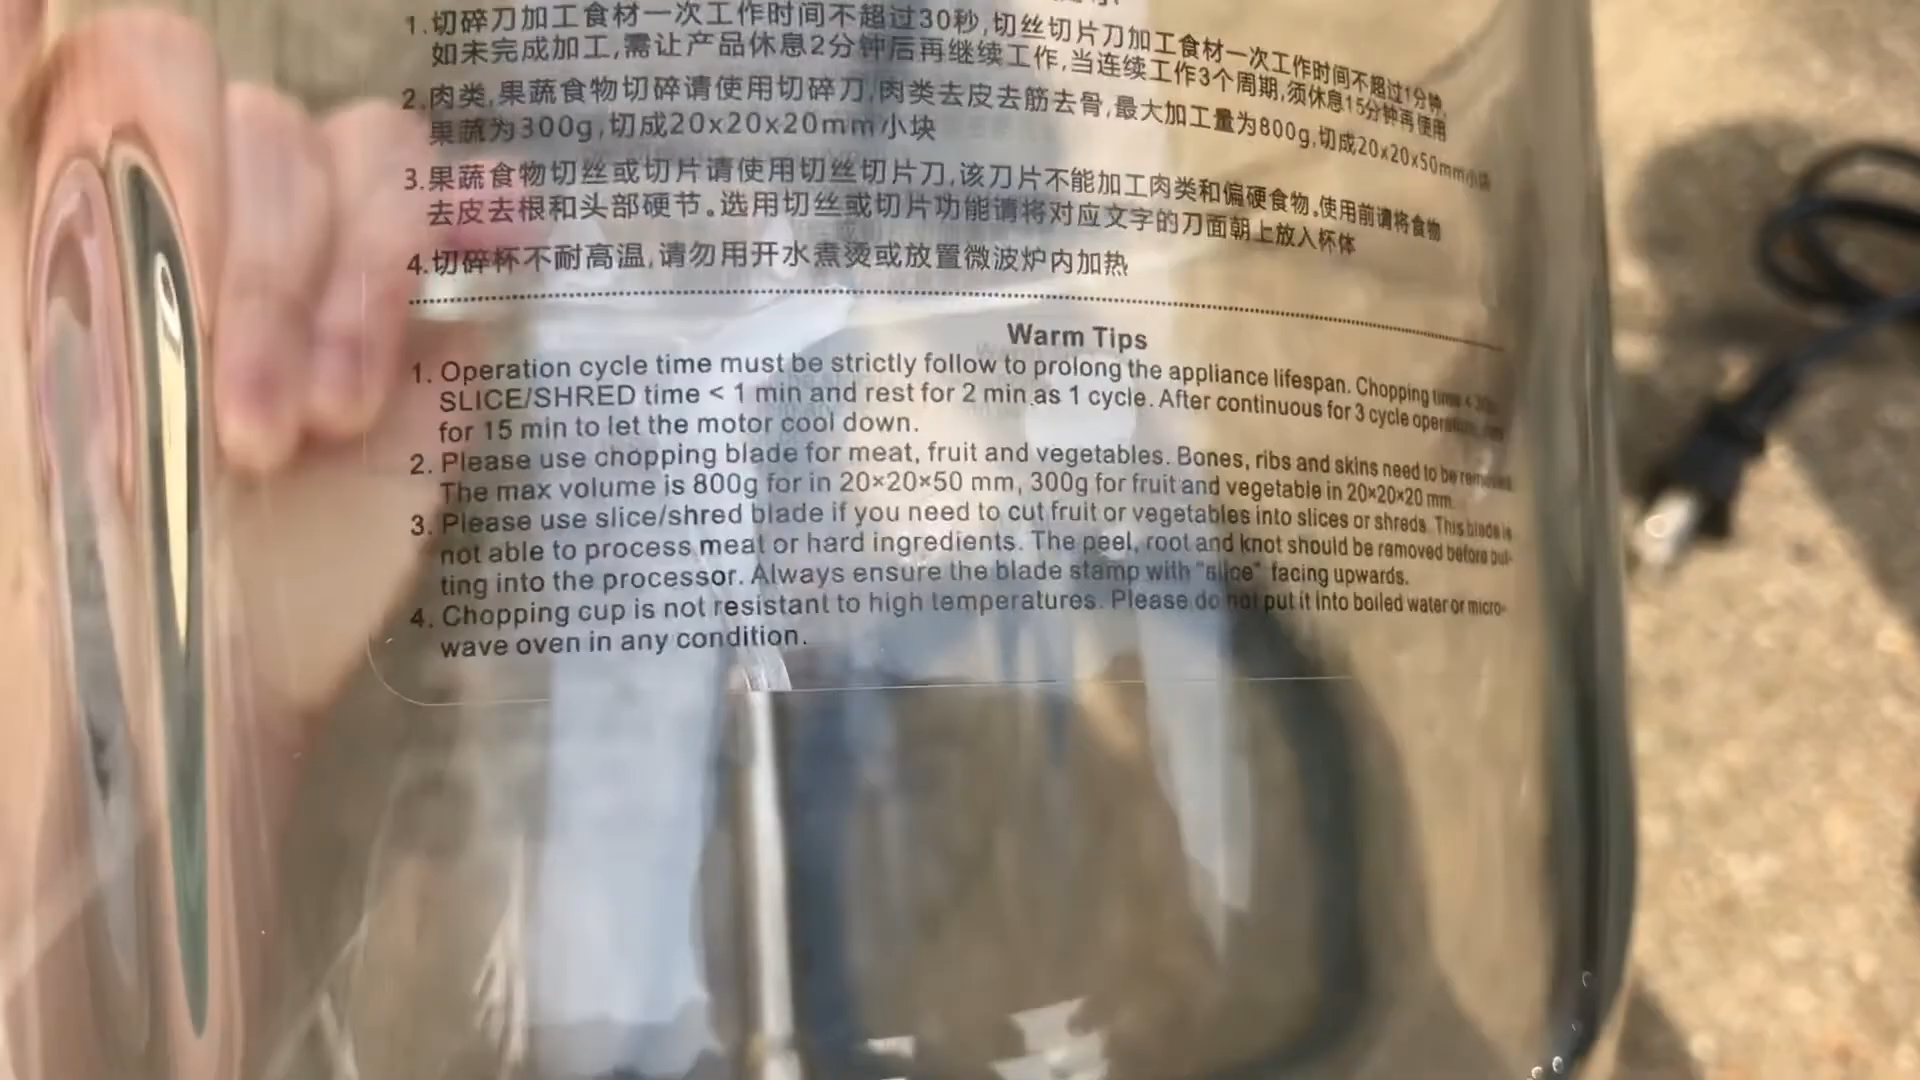 1.切碎刀加工食材一次工作时间不超过30秒,切丝切片刀加工食材一次工作时间不超过1分钟,
如未完成加工,需让产品休息2分钟后再继续工作,当连续工作3个周期,须休息15分钟再使用
2.肉类,果蔬食物切碎请使用切碎刀,肉类去皮去筋去骨,最大加工量为800g,切成20x20x50mm小块
果蔬为300g,切成20x20x20mm小块
3.果蔬食物切丝或切片请使用切丝切片刀,该刀片不能加工肉类和偏硬食物。使用前请将食物
去皮去根和头部硬节。选用切丝或切片功能请将对应文字的刀面朝上放入杯体
4.切碎杯不耐高温,请勿用开水煮烫或放置微波炉内加热
Warm Tips
1. Operation cycle time must be strictly follow to prolong the appliance lifespan. Chopping time <
SLICE/SHRED time < 1 min and rest for 2 min as 1 cycle. After continuous for 3 cycle
for 15 min to let the motor cool down.
2. Please use chopping blade for meat, fruit and vegetables. Bones, ribs and skins need to be removed.
The max volume is 800g for in 20×20×50 mm, 300g for fruit and vegetable in 20×20×20 mm.
3. Please use slice/shred blade if you need to cut fruit or vegetables into slices or shreds. This blade is
not able to process meat or hard ingredients. The peel, root and knot should be removed before put-
ting into the processor. Always ensure the blade stamp with "slice" facing upwards.
4. Chopping cup is not resistant to high temperatures. Please do not put it into boiled water or micro-
wave oven in any condition.